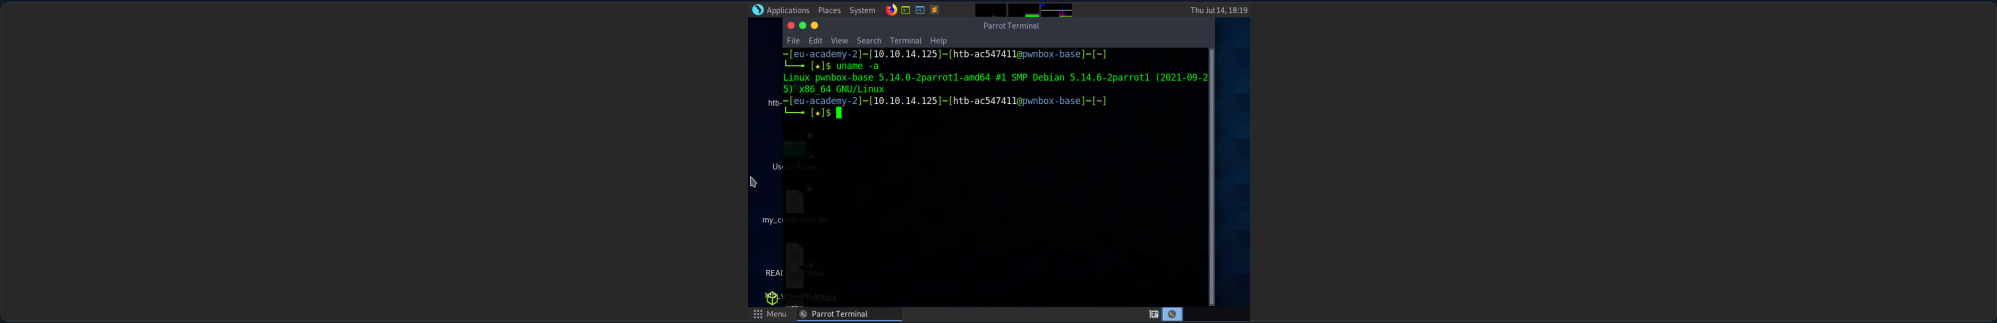 Applications Places System
Thu Jul 14, 18:19
Parrot Terminal
File Edit View Search Terminal Help
─[eu-academy-2]─[10.10.14.125]─[htb-ac547411@pwnbox-base]─[~]
└──╼ [★]$ uname -a
Linux pwnbox-base 5.14.0-2parrot1-amd64 #1 SMP Debian 5.14.6-2parrot1 (2021-09-2
5) x86_64 GNU/Linux
─[eu-academy-2]─[10.10.14.125]─[htb-ac547411@pwnbox-base]─[~]
└──╼ [★]$
htb-
my_credentials.txt
Menu Parrot Terminal